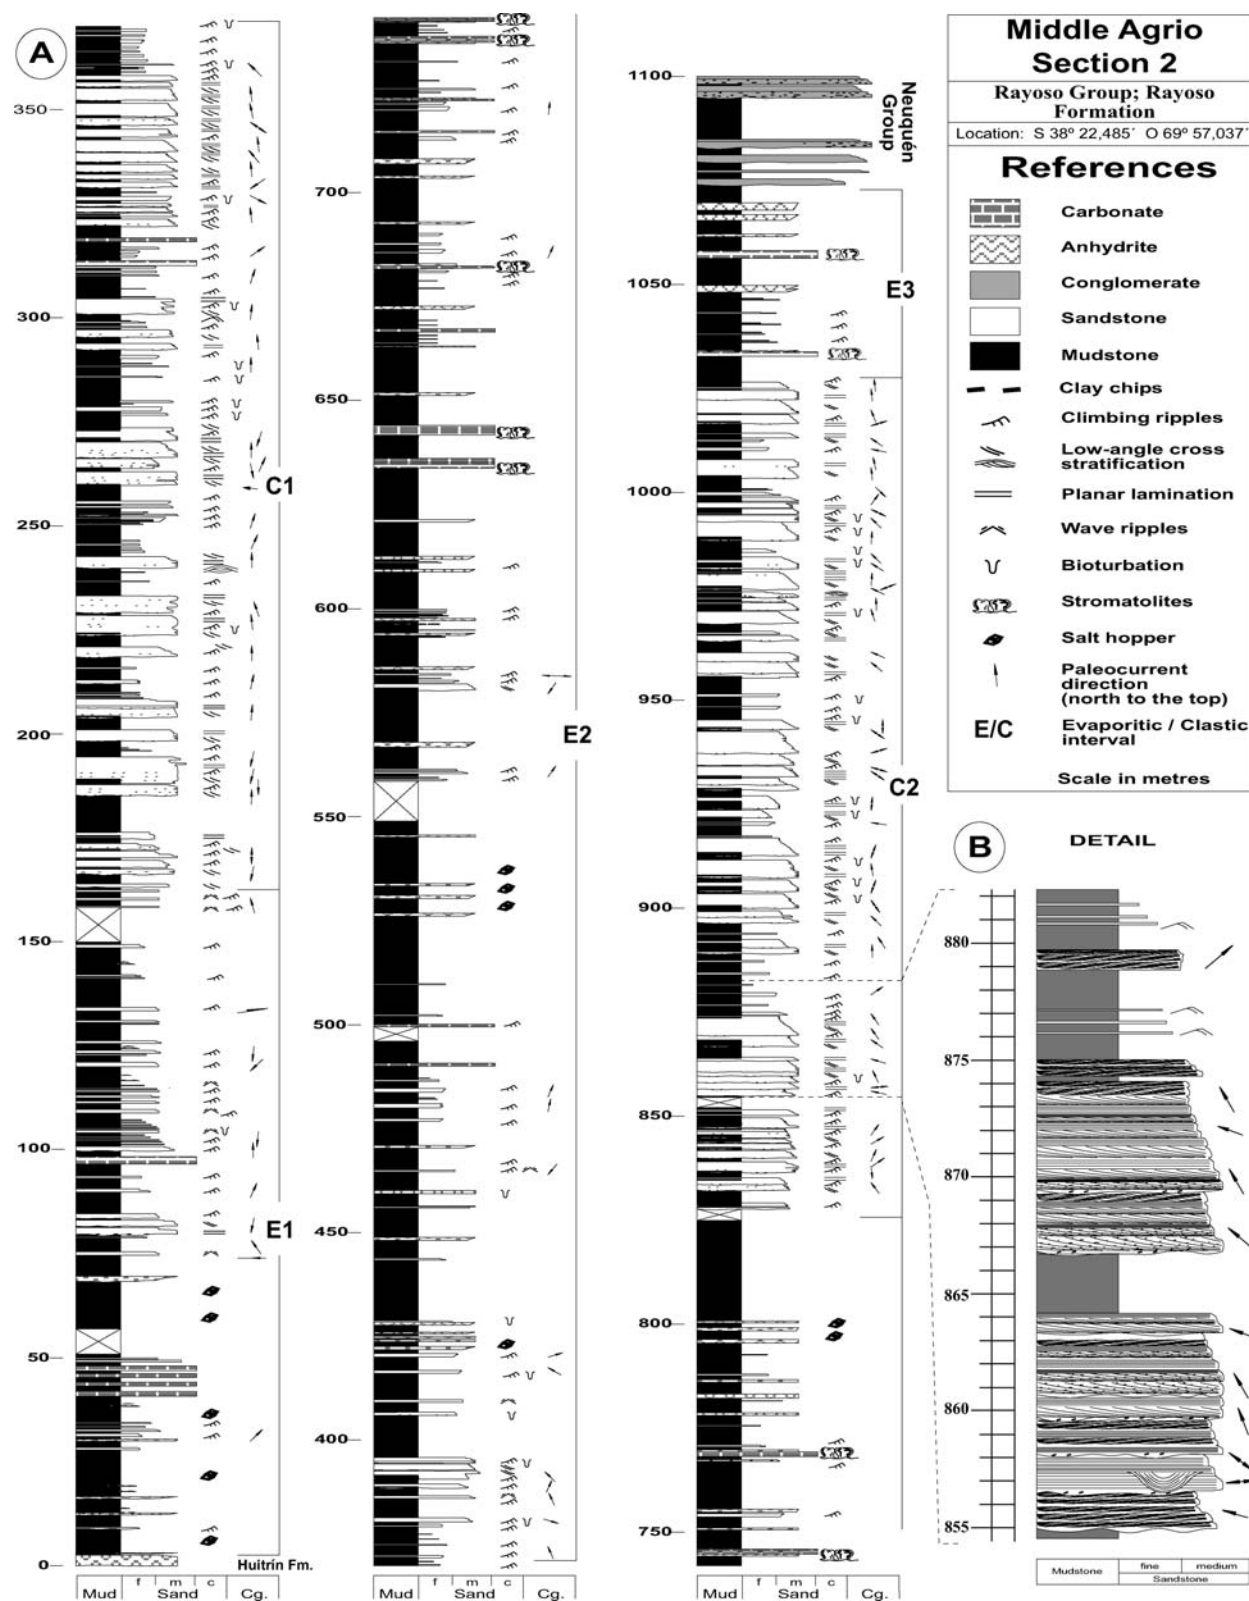 A
350
300
250
200
150
100
50
0
C1
E1
Huitrín Fm.
Mud
f
m
c
Sand
Cg.
700
650
600
550
500
450
400
E2
Mud
f
m
c
Sand
Cg.
1100
1050
1000
950
900
850
800
750
Neuquén
Group
E3
C2
Mud
f
m
c
Sand
Cg.
Middle Agrio
Section 2
Rayoso Group; Rayoso
Formation
Location: S 38º 22,485´ O 69º 57,037´
References
Carbonate
Anhydrite
Conglomerate
Sandstone
Mudstone
Clay chips
Climbing ripples
Low-angle cross
stratification
Planar lamination
Wave ripples
Bioturbation
Stromatolites
Salt hopper
Paleocurrent
direction
(north to the top)
E/C Evaporitic / Clastic
interval
Scale in metres
B
DETAIL
880
875
870
865
860
855
Mudstone
fine
medium
Sandstone